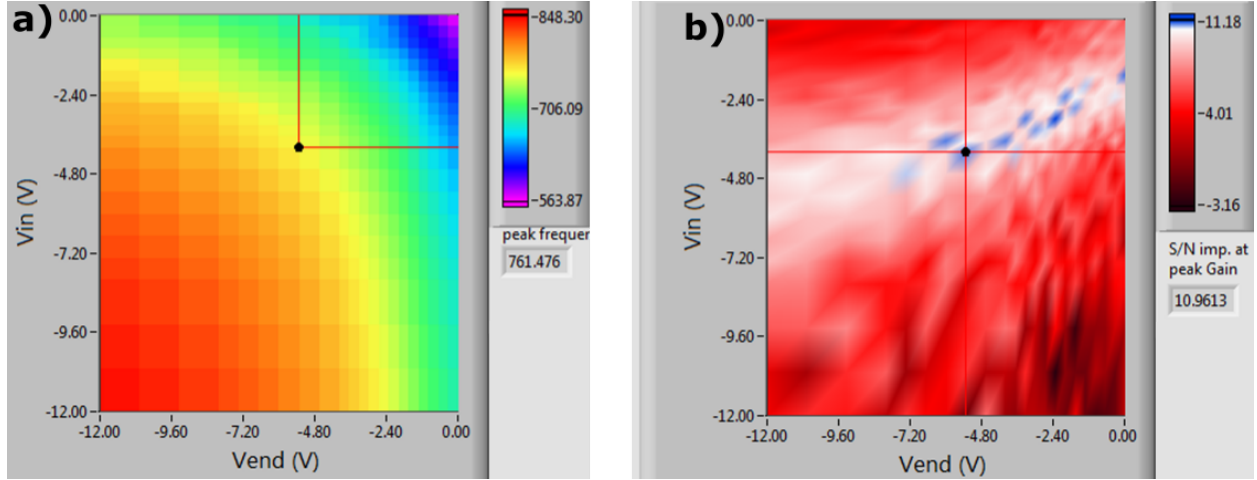 a)
0.00
-2.40
-4.80
-7.20
-9.60
-12.00
Vin (V)
-12.00 -9.60 -7.20 -4.80 -2.40 0.00
Vend (V)
848.30
706.09
563.87
peak frequer
761.476
b)
0.00
-2.40
-4.80
-7.20
-9.60
-12.00
Vin (V)
-12.00 -9.60 -7.20 -4.80 -2.40 0.00
Vend (V)
11.18
4.01
-3.16
S/N imp. at
peak Gain
10.9613